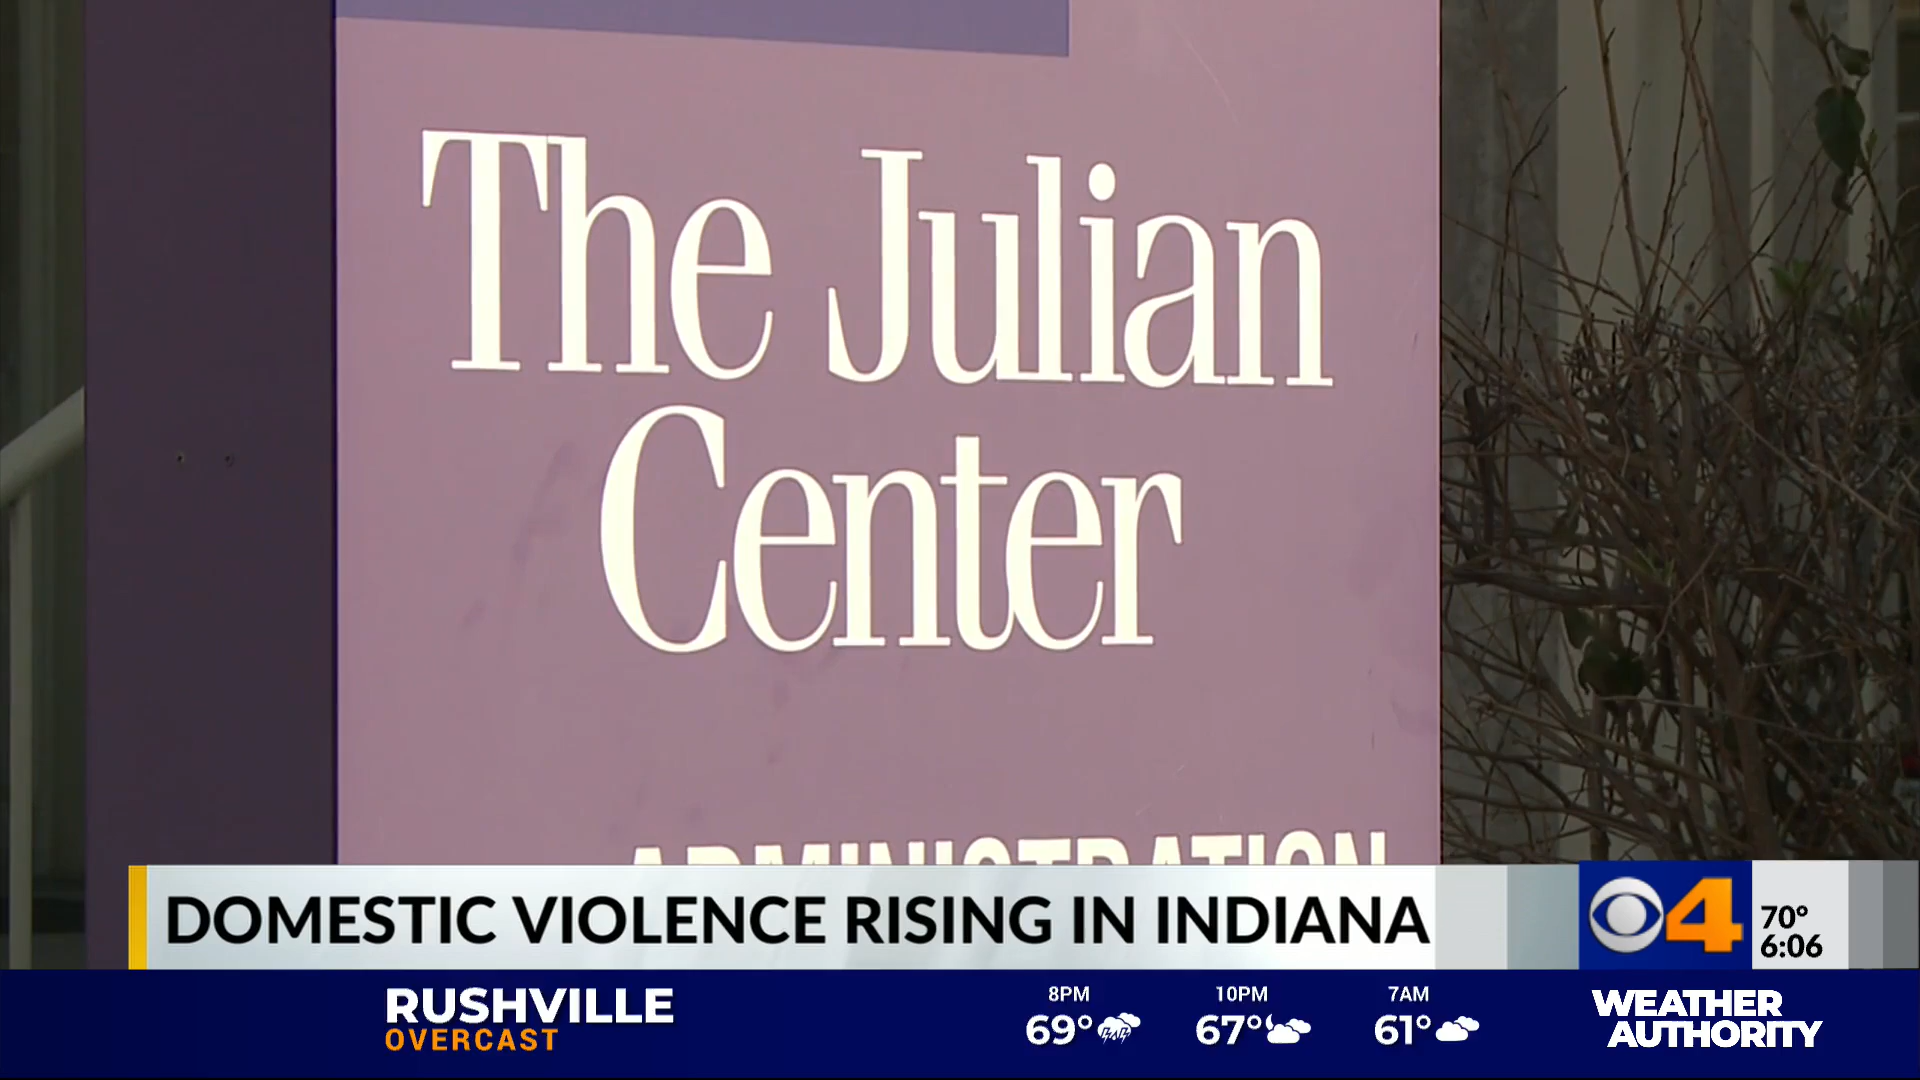 The Julian
Center
ADMINISTRATION
DOMESTIC VIOLENCE RISING IN INDIANA
4
70°
6:06
RUSHVILLE
OVERCAST
8PM
69°
10PM
67°
7AM
61°
WEATHER
AUTHORITY